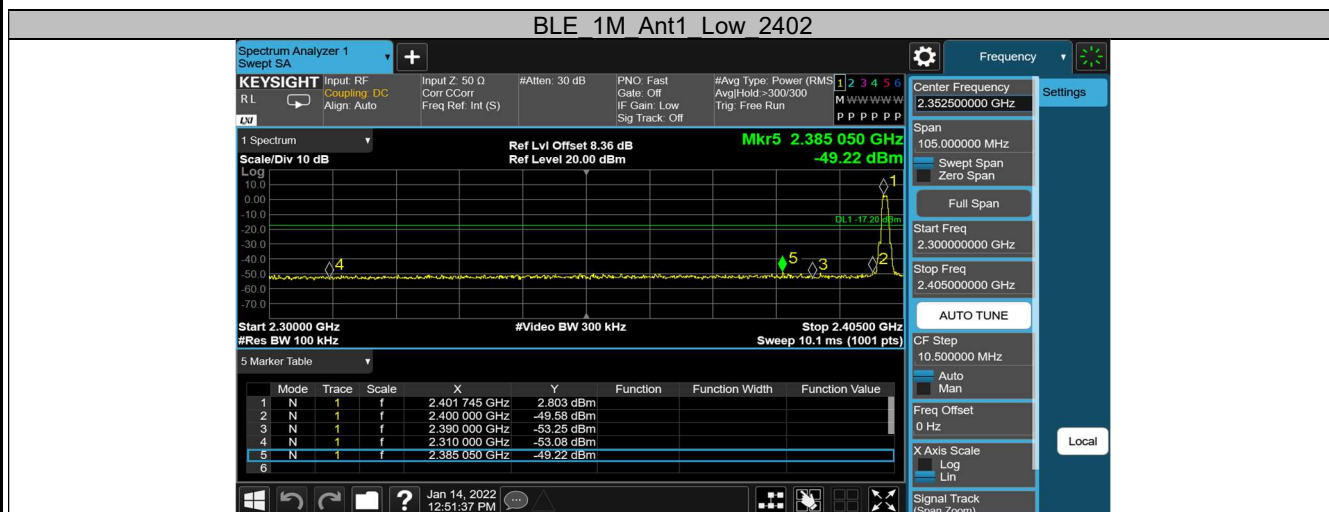 BLE_1M_Ant1_Low_2402
Spectrum Analyzer 1
Swept SA
+
Frequency
KEYSIGHT
RL
LXI
Input: RF
Coupling: DC
Align: Auto
Input Z: 50 Ω
Corr CCorr
Freq Ref: Int (S)
#Atten: 30 dB
PNO: Fast
Gate: Off
IF Gain: Low
Sig Track: Off
#Avg Type: Power (RMS
Avg|Hold:>300/300
Trig: Free Run
1 2 3 4 5 6
M W W W W W
P P P P P P
1 Spectrum
Scale/Div 10 dB
Ref Lvl Offset 8.36 dB
Ref Level 20.00 dBm
Mkr5 2.385 050 GHz
-49.22 dBm
Log
10.0
0.00
-10.0
-20.0
-30.0
-40.0
-50.0
-60.0
-70.0
DL1 -17.20 dBm
1
2
3
4
5
Start 2.30000 GHz
#Res BW 100 kHz
#Video BW 300 kHz
Stop 2.40500 GHz
Sweep 10.1 ms (1001 pts)
5 Marker Table
Mode Trace Scale X Y Function Function Width Function Value
1 N 1 f 2.401 745 GHz 2.803 dBm
2 N 1 f 2.400 000 GHz -49.58 dBm
3 N 1 f 2.390 000 GHz -53.25 dBm
4 N 1 f 2.310 000 GHz -53.08 dBm
5 N 1 f 2.385 050 GHz -49.22 dBm
6
?
Jan 14, 2022
12:51:37 PM
Center Frequency
2.352500000 GHz
Settings
Span
105.000000 MHz
Swept Span
Zero Span
Full Span
Start Freq
2.300000000 GHz
Stop Freq
2.405000000 GHz
AUTO TUNE
CF Step
10.500000 MHz
Auto
Man
Freq Offset
0 Hz
Local
X Axis Scale
Log
Lin
Signal Track
(Span Zoom)